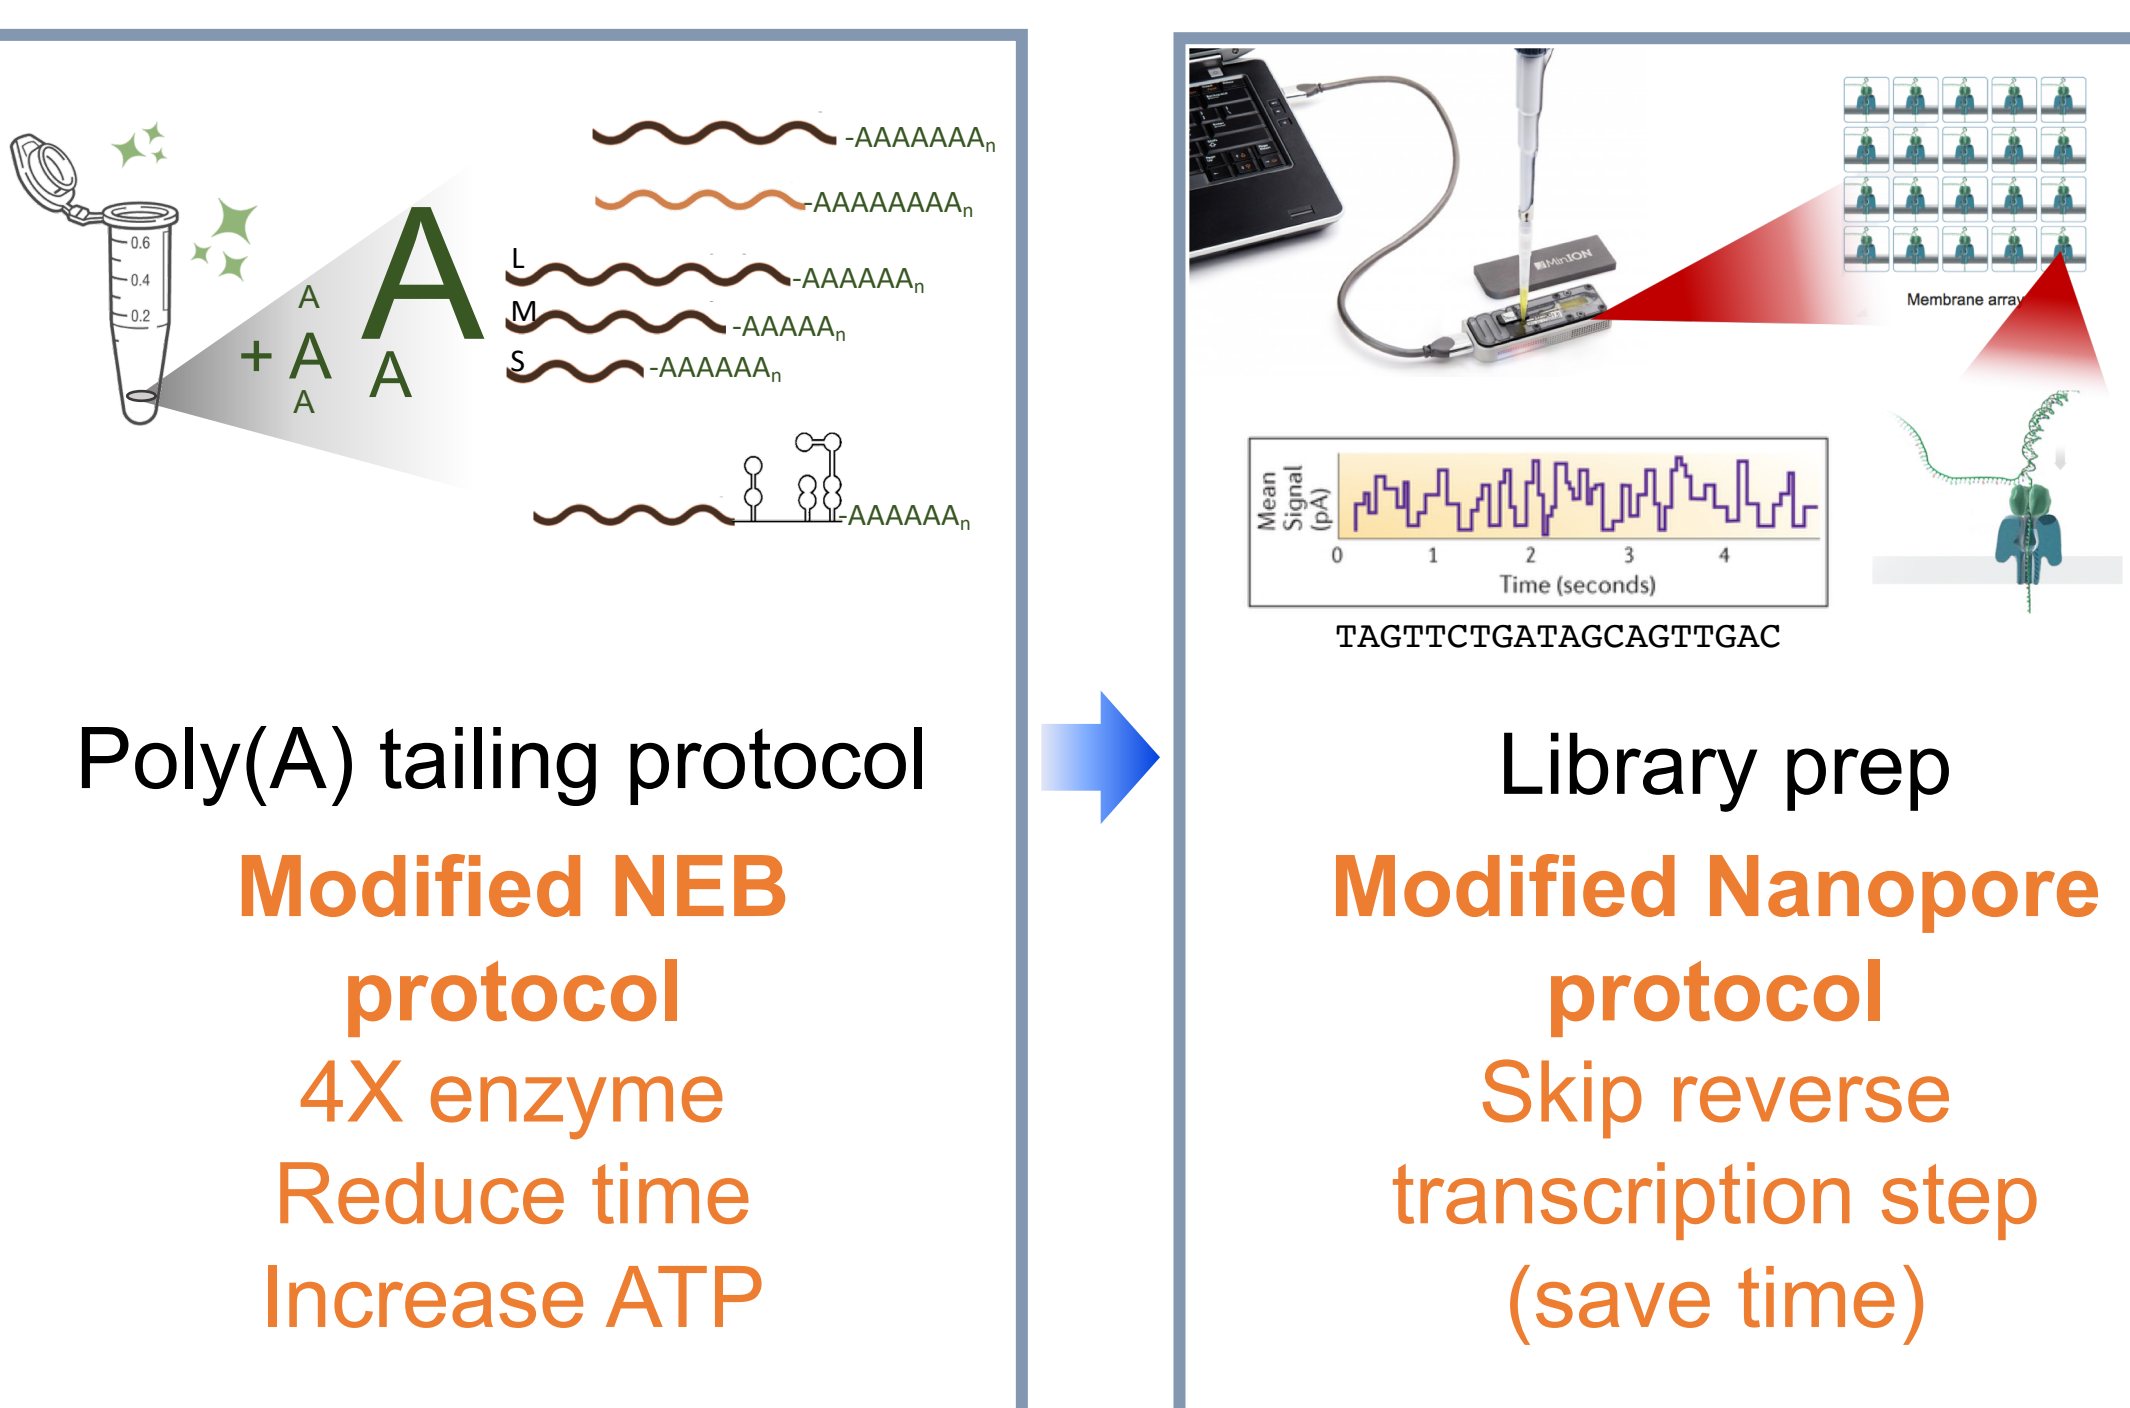 0.6
0.4
0.2
+
A
A
A
A
A
-AAAAAAAn
-AAAAAAAAn
L
-AAAAAAn
M
-AAAAAn
S
-AAAAAAn
-AAAAAAn
Poly(A) tailing protocol
Modified NEB
protocol
4X enzyme
Reduce time
Increase ATP
MinION
Membrane array
Mean
Signal
(pA)
0 1 2 3 4
Time (seconds)
TAGTTCTGATAGCAGTTGAC
Library prep
Modified Nanopore
protocol
Skip reverse
transcription step
(save time)